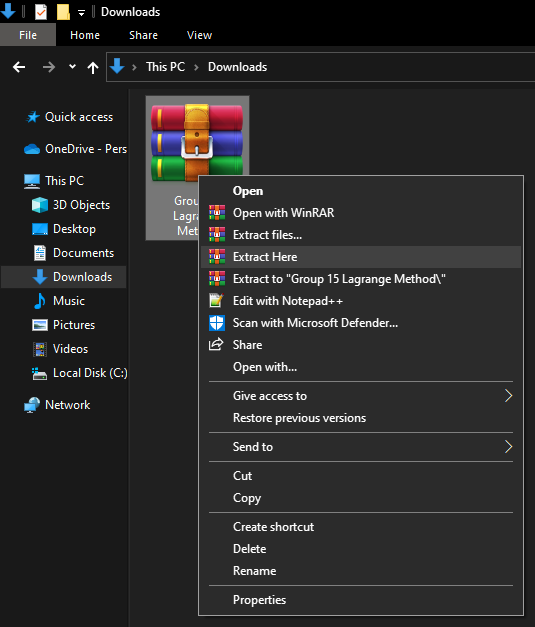 Downloads
File Home Share View
This PC Downloads
Quick access
OneDrive - Pers
This PC
3D Objects
Desktop
Documents
Downloads
Music
Pictures
Videos
Local Disk (C:)
Network
Grou
Lagra
Met
Open
Open with WinRAR
Extract files...
Extract Here
Extract to "Group 15 Lagrange Method\"
Edit with Notepad++
Scan with Microsoft Defender...
Share
Open with...
Give access to
Restore previous versions
Send to
Cut
Copy
Create shortcut
Delete
Rename
Properties